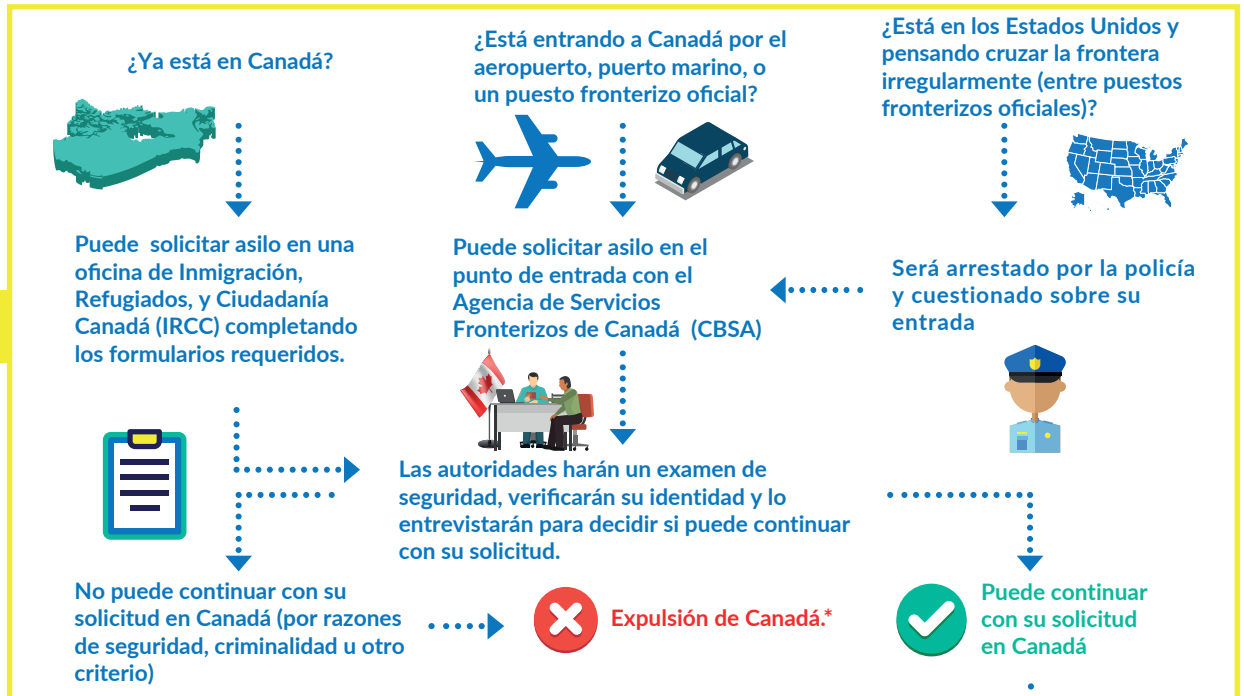 ¿Ya está en Canadá?
¿Está entrando a Canadá por el
aeropuerto, puerto marino, o
un puesto fronterizo oficial?
¿Está en los Estados Unidos y
pensando cruzar la frontera
irregularmente (entre puestos
fronterizos oficiales)?
Puede solicitar asilo en una
oficina de Inmigración,
Refugiados, y Ciudadanía
Canadá (IRCC) completando
los formularios requeridos.
Puede solicitar asilo en el
punto de entrada con el
Agencia de Servicios
Fronterizos de Canadá (CBSA)
Será arrestado por la policía
y cuestionado sobre su
entrada
Las autoridades harán un examen de
seguridad, verificarán su identidad y lo
entrevistarán para decidir si puede continuar
con su solicitud.
No puede continuar con su
solicitud en Canadá (por razones
de seguridad, criminalidad u otro
criterio)
Expulsión de Canadá.*
Puede continuar
con su solicitud
en Canadá